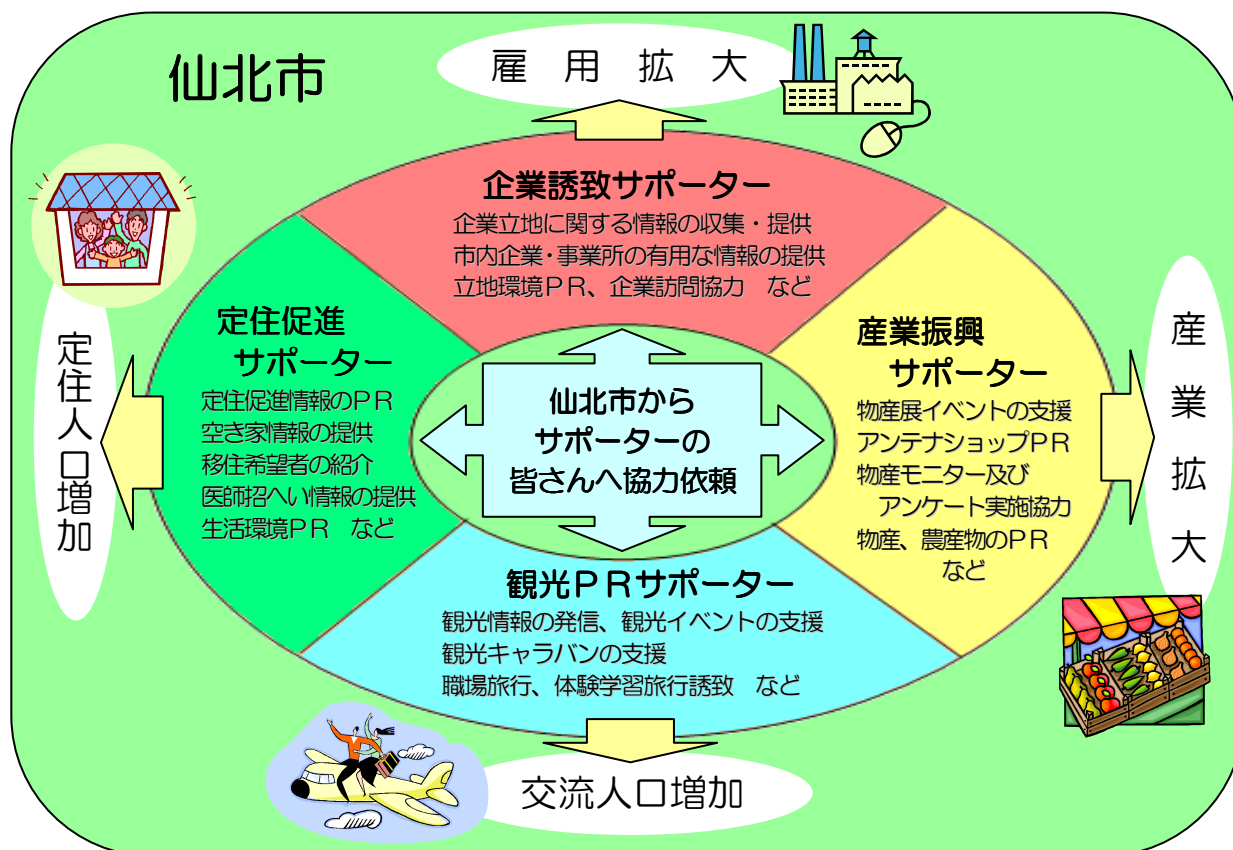 仙北市
雇用拡大
企業誘致サポーター
企業立地に関する情報の収集・提供
市内企業・事業所の有用な情報の提供
立地環境PR、企業訪問協力　など
定住促進
サポーター
定住促進情報のPR
空き家情報の提供
移住希望者の紹介
医師招へい情報の提供
生活環境PR　など
定住人口増加
仙北市から
サポーターの
皆さんへ協力依頼
産業振興
サポーター
物産展イベントの支援
アンテナショップPR
物産モニター及び
アンケート実施協力
物産、農産物のPR
など
産業拡大
観光PRサポーター
観光情報の発信、観光イベントの支援
観光キャラバンの支援
職場旅行、体験学習旅行誘致　など
交流人口増加